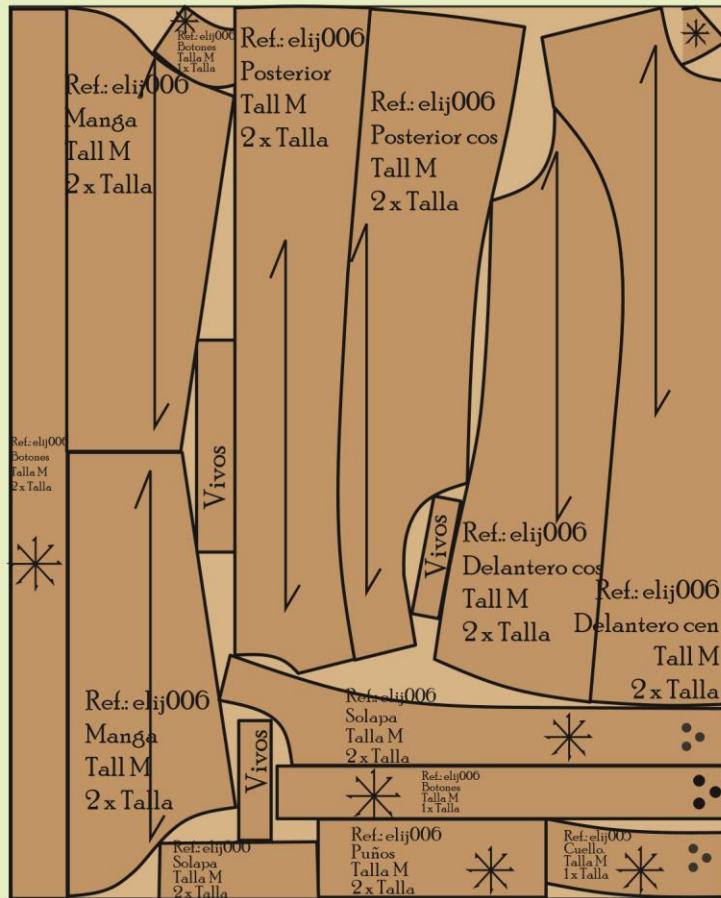 Ref.: elij006
Manga
Tall M
2 x Talla
Ref.: elij006
Botones
Talla M
1x Talla
Ref.: elij006
Posterior
Tall M
2 x Talla
Ref.: elij006
Posterior cos
Tall M
2 x Talla
Ref.: elij006
Botones
Talla M
2 x Talla
Vivos
Vivos
Ref.: elij006
Delantero cos
Tall M
2 x Talla
Ref.: elij006
Delantero cen
Tall M
2 x Talla
Ref.: elij006
Manga
Tall M
2 x Talla
Vivos
Ref.: elij006
Solapa
Talla M
2 x Talla
Ref.: elij006
Botones
Talla M
1x Talla
Ref.: elij006
Solapa
Talla M
2 x Talla
Ref.: elij006
Puños
Talla M
2 x Talla
Ref.: elij005
Cuello
Talla M
1 x Talla